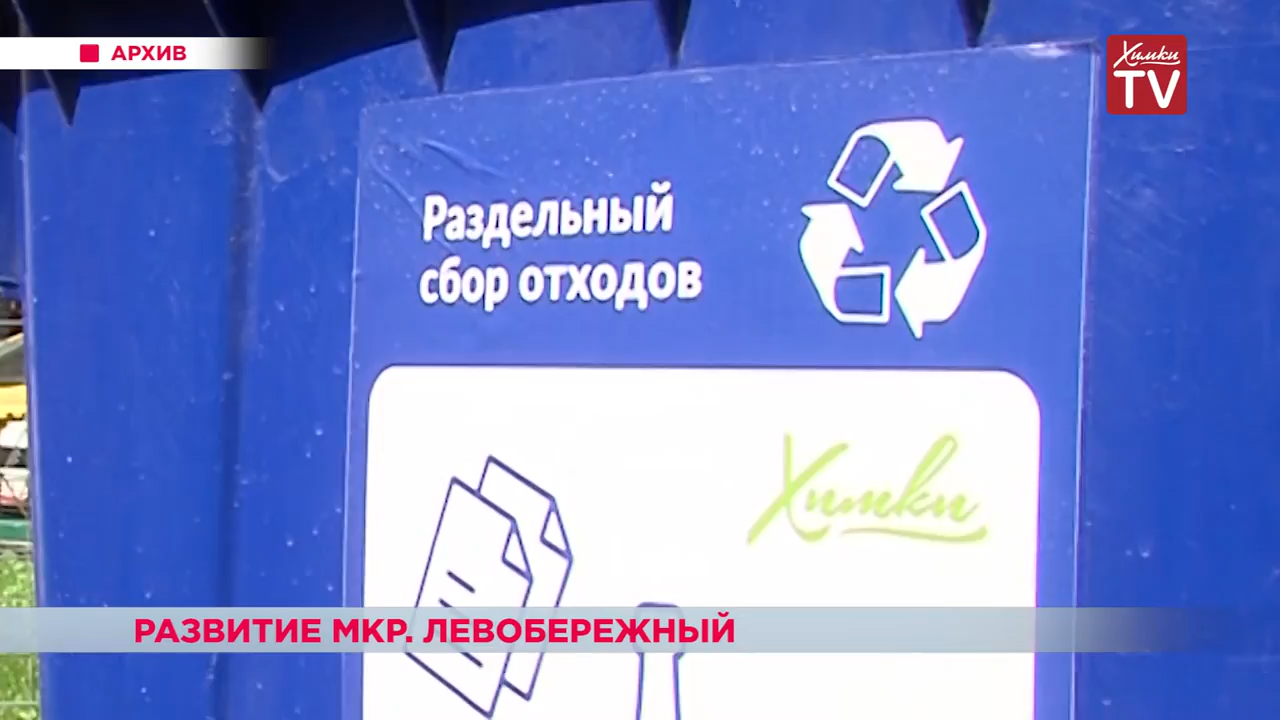 АРХИВ
Химки
TV
Раздельный
сбор отходов
Химки
РАЗВИТИЕ МКР. ЛЕВОБЕРЕЖНЫЙ